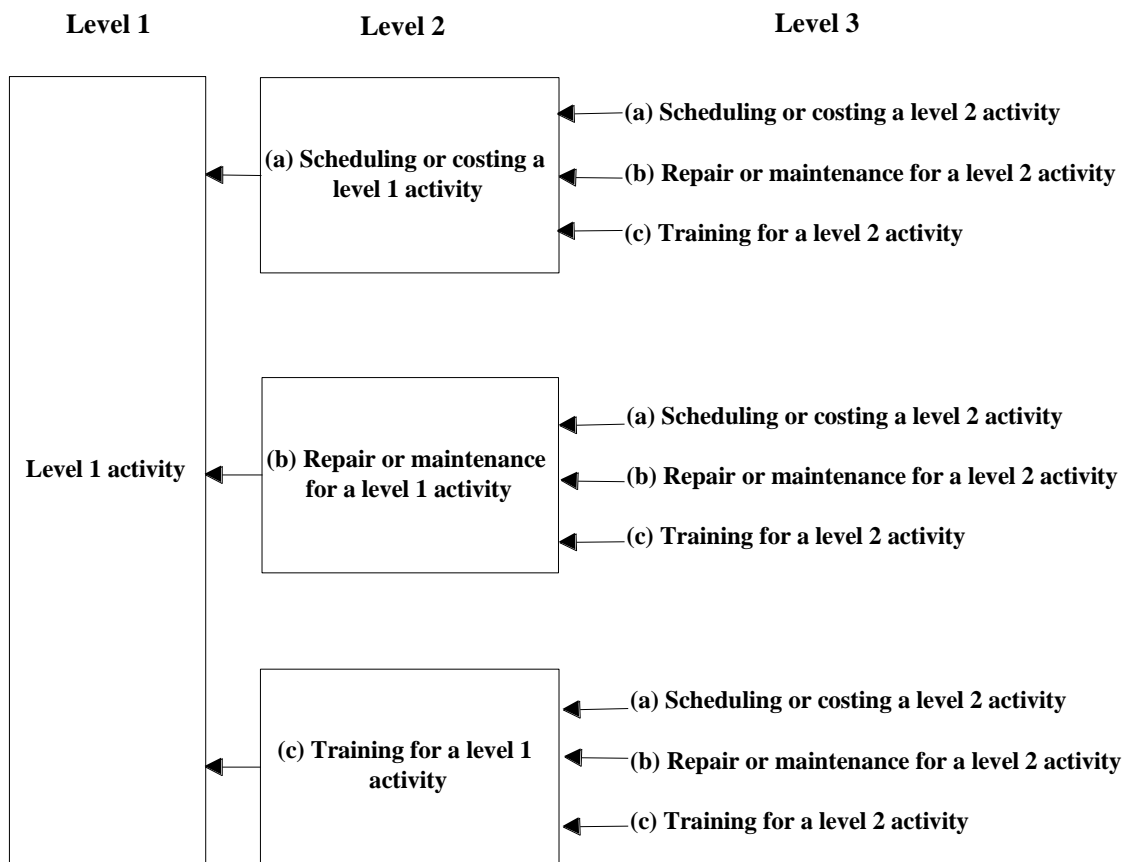 Level 1
Level 2
Level 3
Level 1 activity
(a) Scheduling or costing a
level 1 activity
(a) Scheduling or costing a level 2 activity
(b) Repair or maintenance for a level 2 activity
(c) Training for a level 2 activity
(b) Repair or maintenance
for a level 1 activity
(a) Scheduling or costing a level 2 activity
(b) Repair or maintenance for a level 2 activity
(c) Training for a level 2 activity
(c) Training for a level 1
activity
(a) Scheduling or costing a level 2 activity
(b) Repair or maintenance for a level 2 activity
(c) Training for a level 2 activity